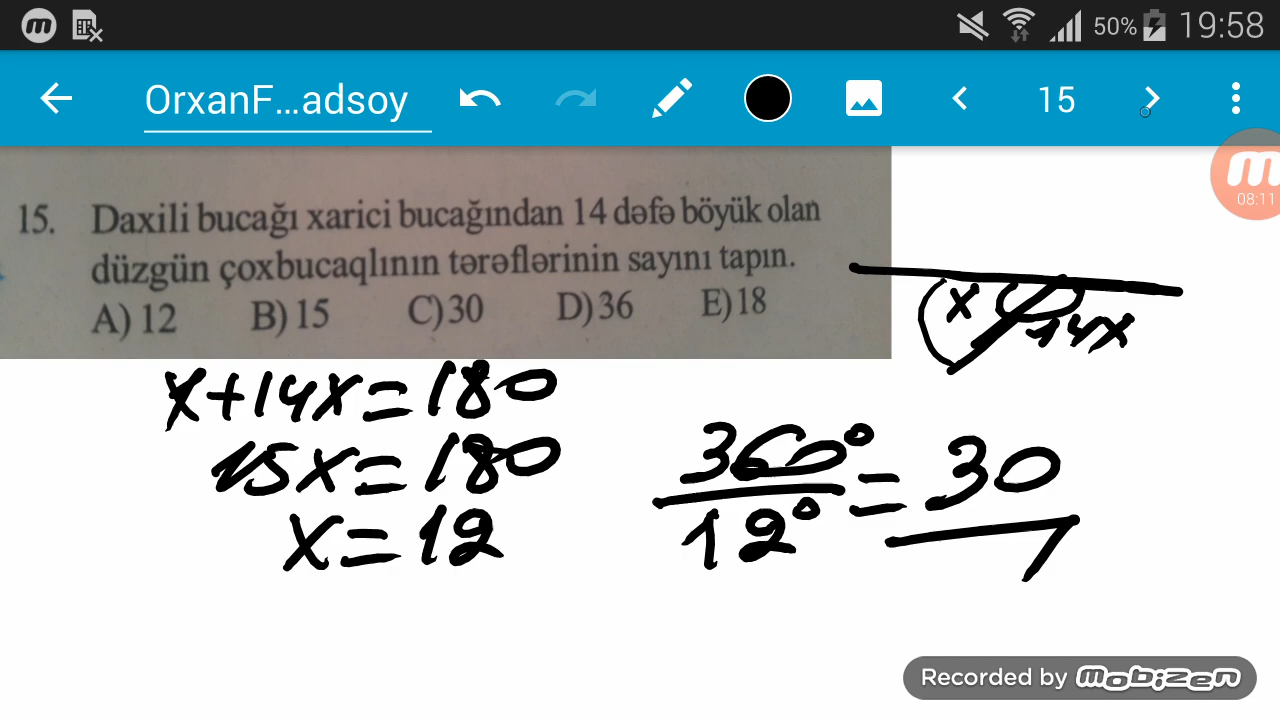 50% 19:58
OrxanF...adsoy 15
08:11
15. Daxili bucağı xarici bucağından 14 dəfə böyük olan
düzgün çoxbucaqlının tərəflərinin sayını tapın.
A) 12 B) 15 C) 30 D) 36 E) 18
x 14x
x+14x=180
15x=180
x=12
360°
12°
=30
Recorded by mobizen